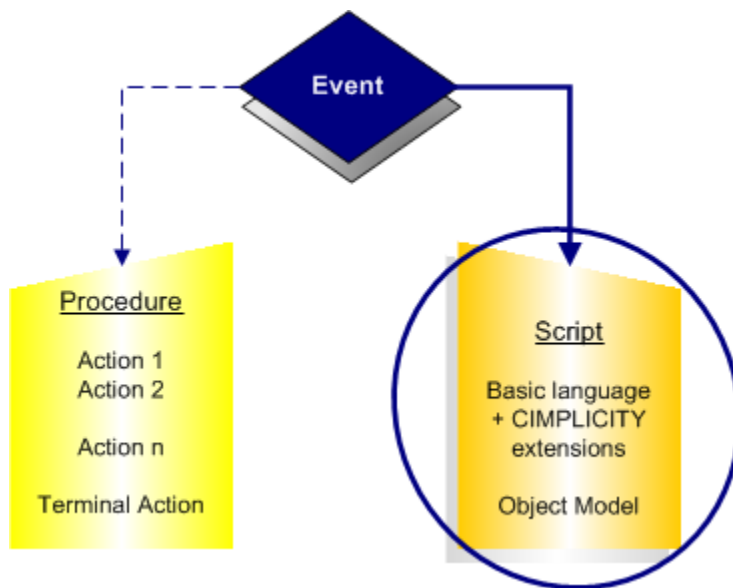 Event
Procedure
Action 1
Action 2
Action n
Terminal Action
Script
Basic language
+ CIMPLICITY
extensions
Object Model